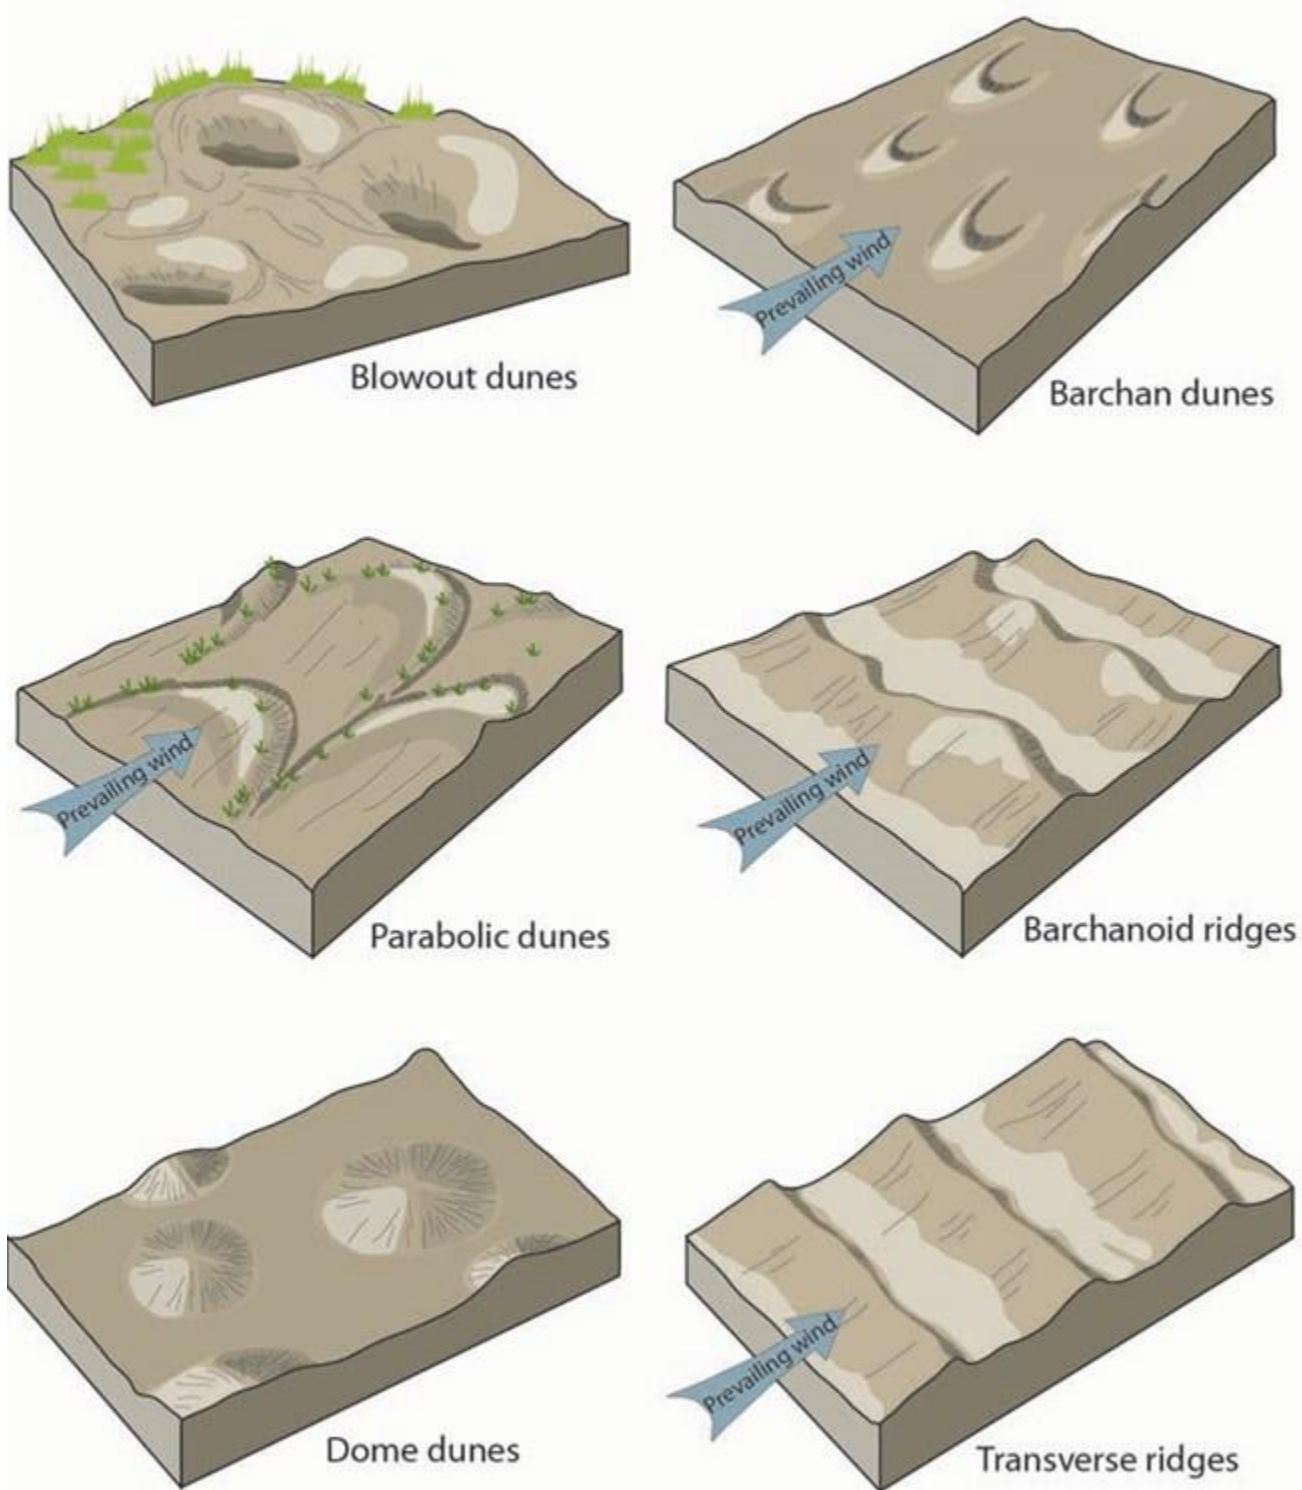 Blowout dunes
Prevailing wind
Barchan dunes
Prevailing wind
Parabolic dunes
Prevailing wind
Barchanoid ridges
Dome dunes
Prevailing wind
Transverse ridges